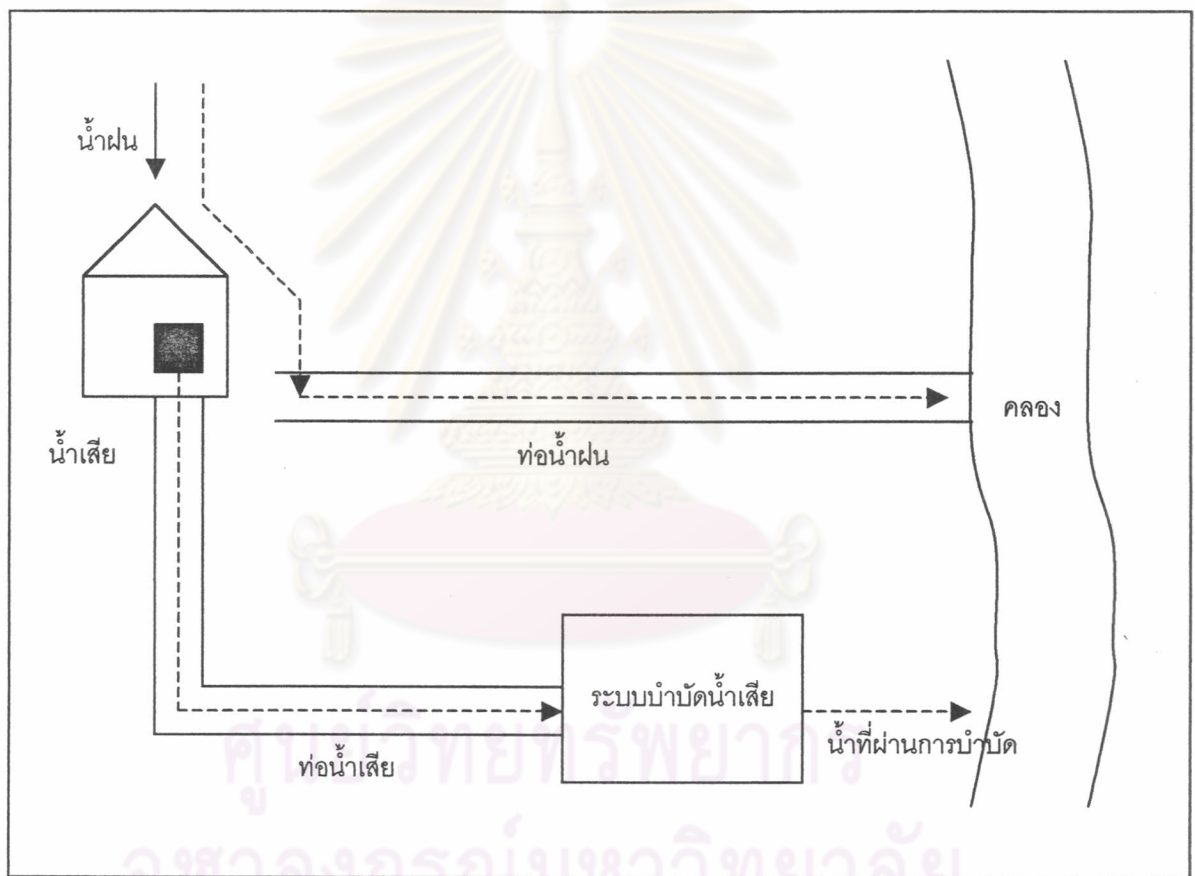 น้ำฝน
คลอง
น้ำเสีย
ท่อน้ำฝน
ระบบบำบัดน้ำเสีย
น้ำที่ผ่านการบำบัด
ท่อน้ำเสีย
ศูนย์วิทยทรัพยากร
จุฬาลงกรณ์มหาวิทยาลัย